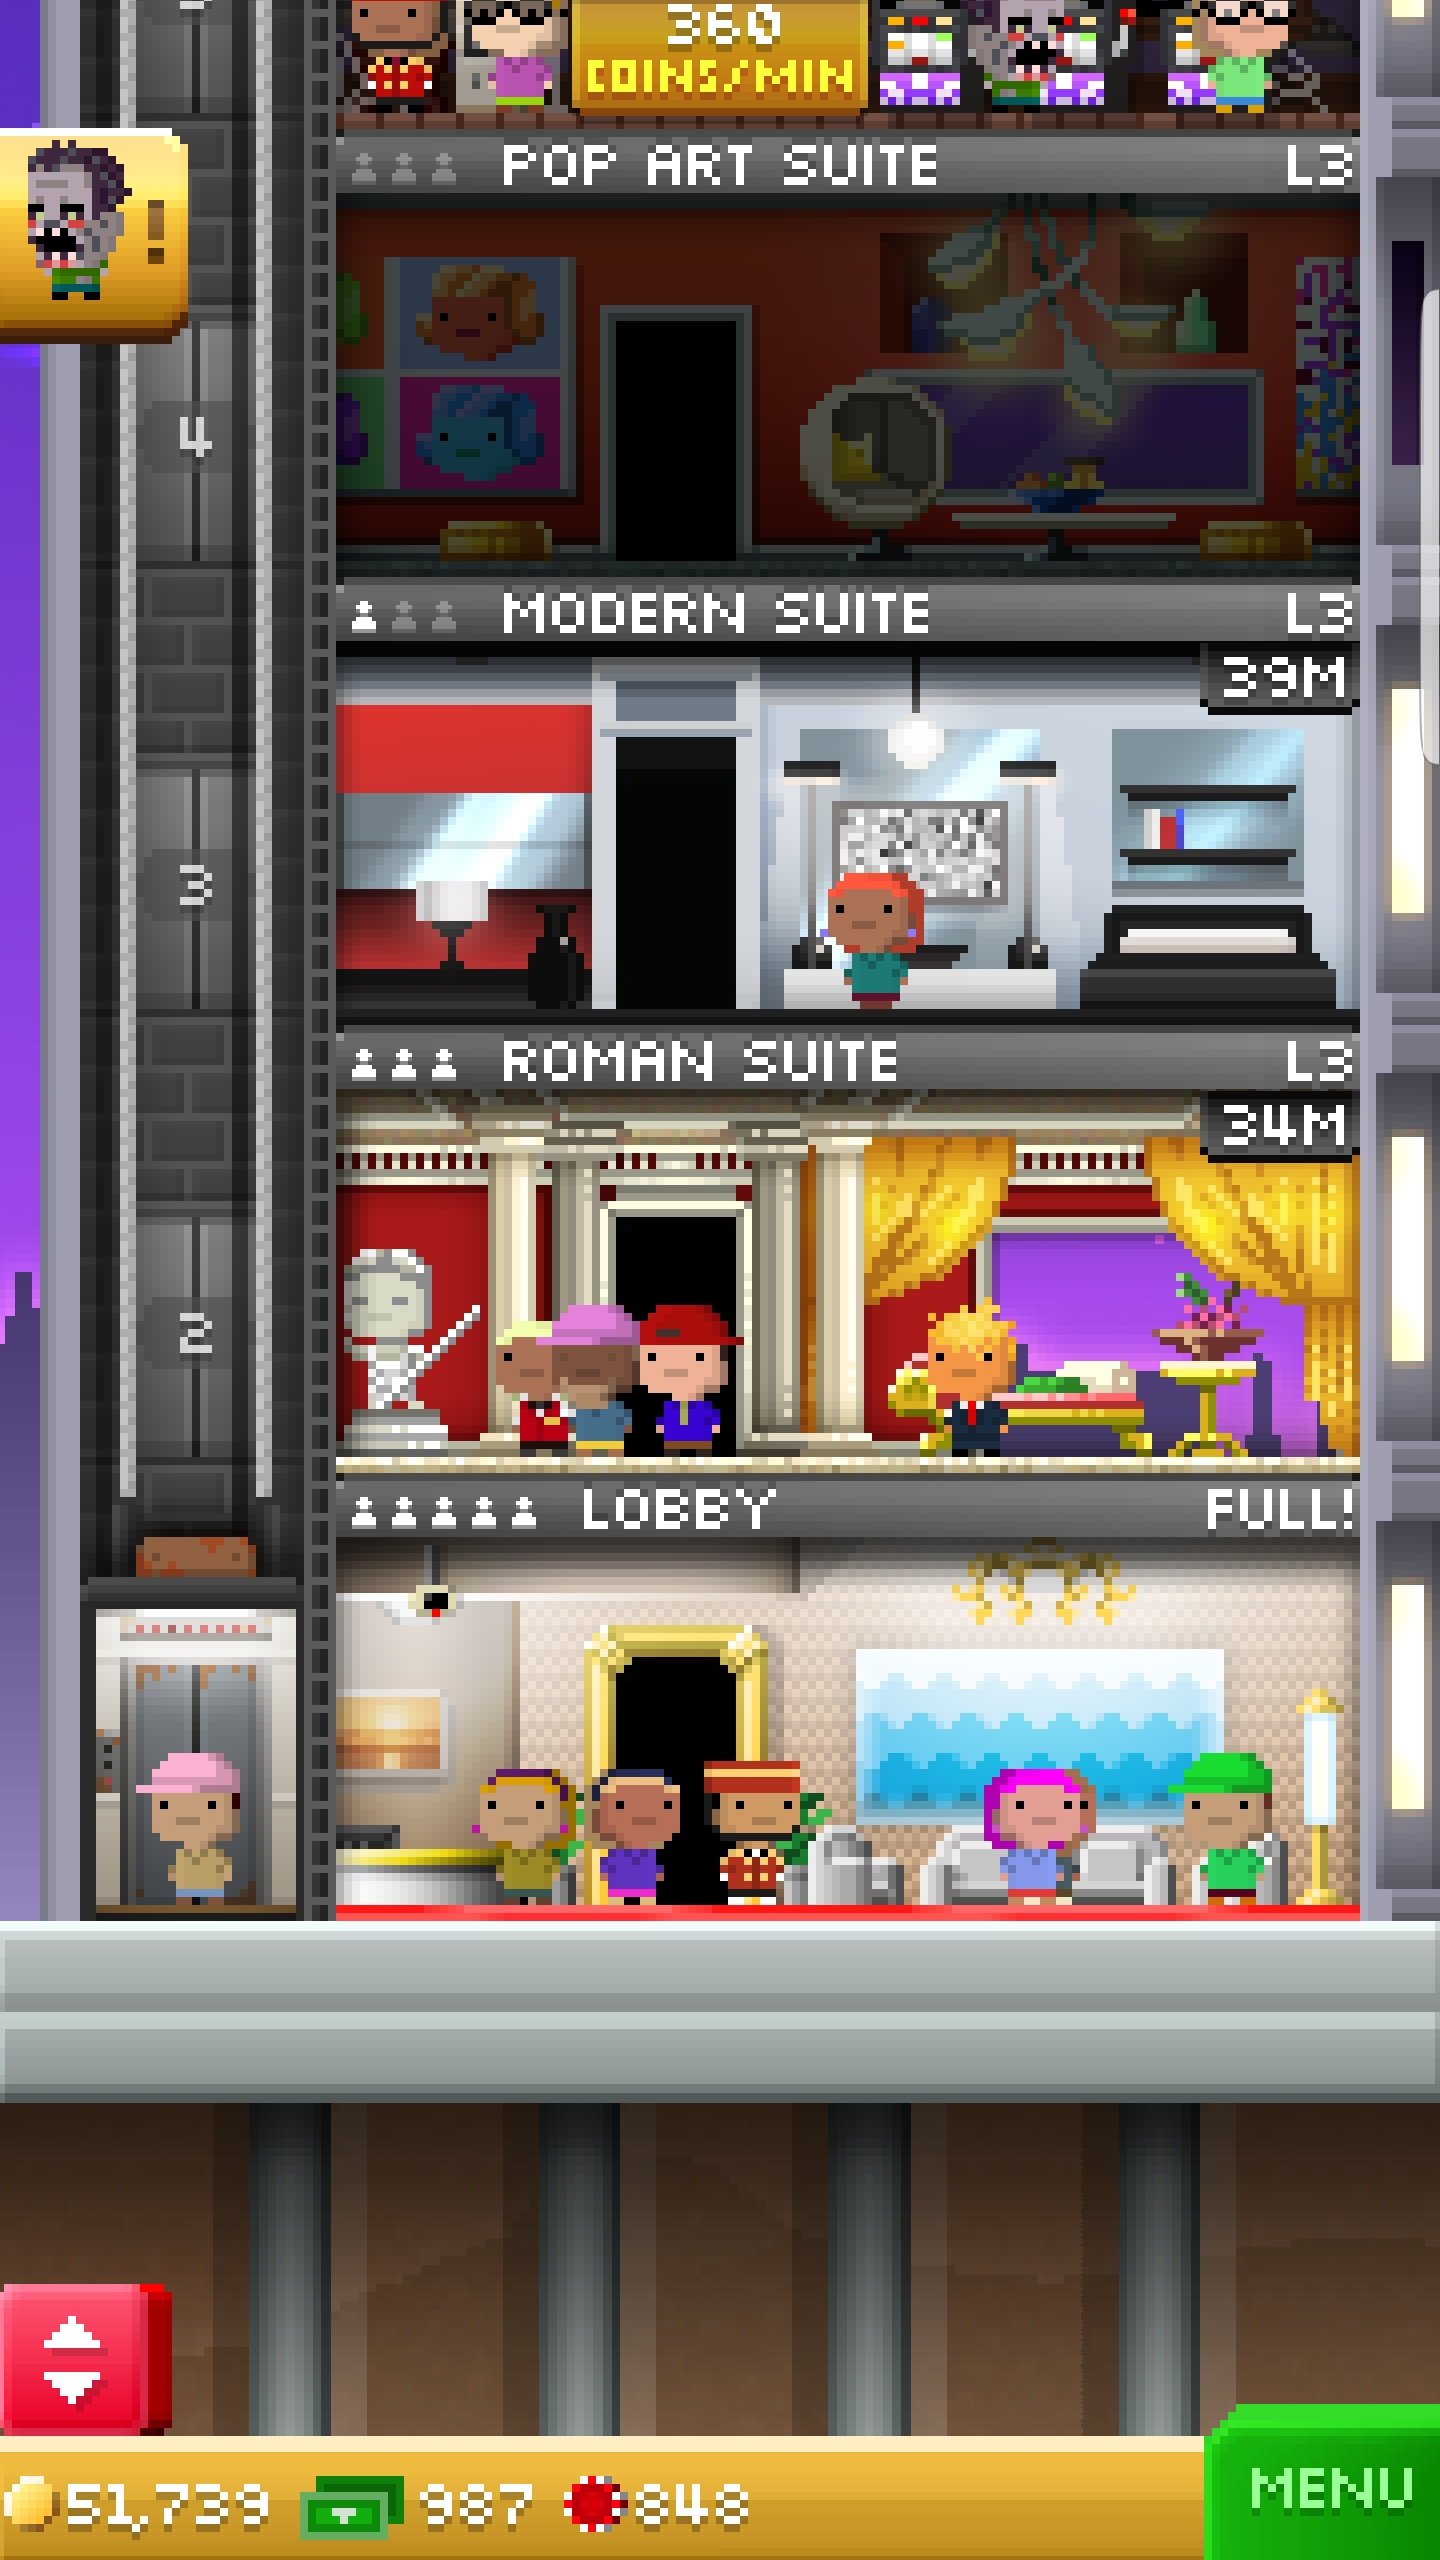 360
COINS/MIN
POP ART SUITE L3
!
4
MODERN SUITE L3
39M
3
ROMAN SUITE L3
34M
2
LOBBY FULL!
51,739 987 848
MENU